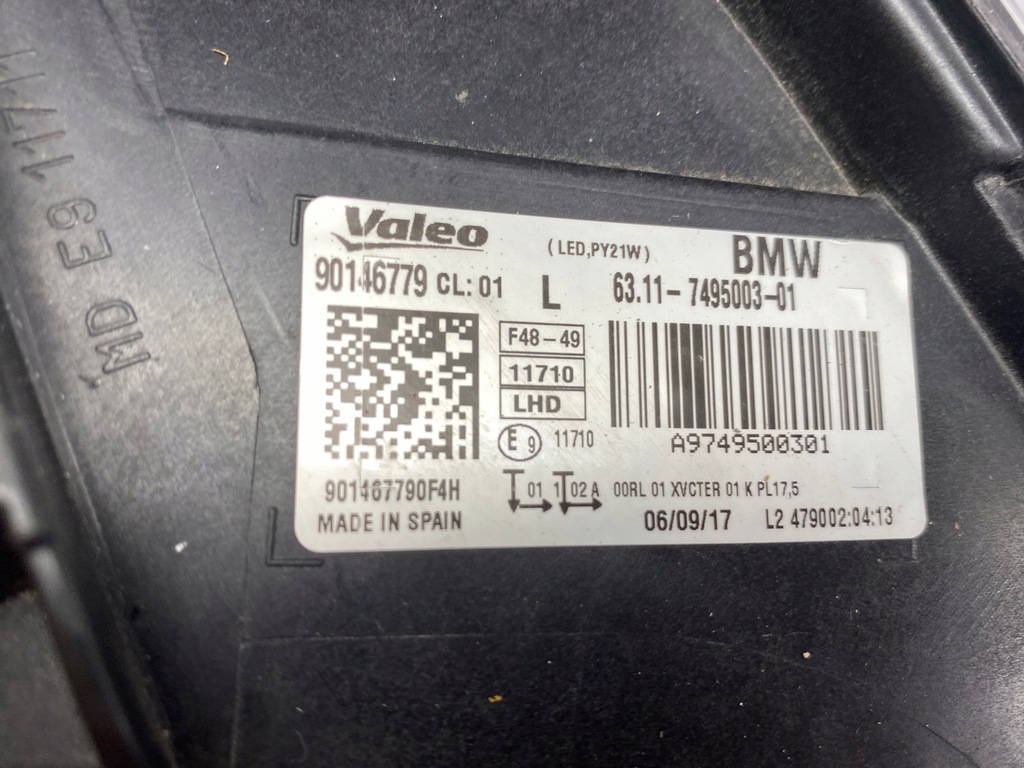 Valeo
(LED,PY21W)
BMW
90146779 CL: 01
L
63.11-7495003-01
F48-49
11710
LHD
E 9 11710
A9749500301
901467790F4H
01 1 02 A 00RL 01 XVCTER 01 K PL17,5
MADE IN SPAIN
06/09/17 L2 479002:04:13
MD E9 11711